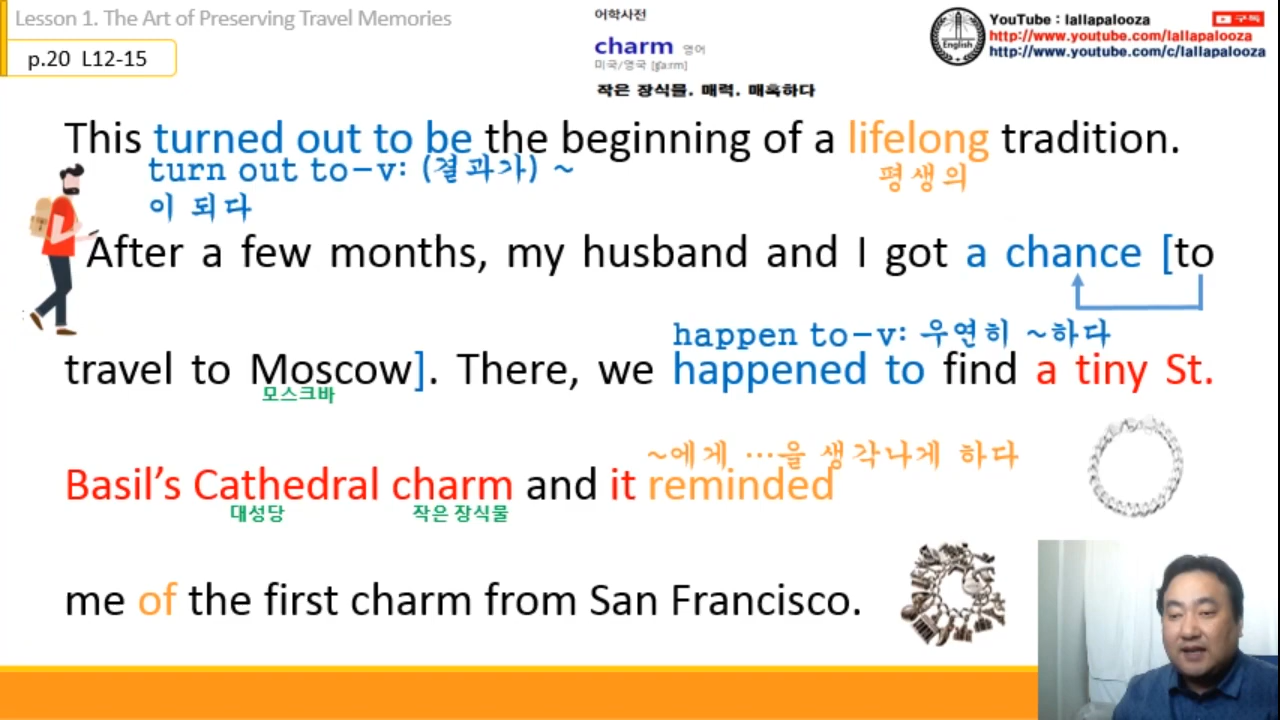 Lesson 1. The Art of Preserving Travel Memories
p.20 L12-15
어학사전
charm 영어
미국/영국 [tʃɑːrm]
작은 장식물. 매력. 매혹하다
English
YouTube : lallapalooza
구독
http://www.youtube.com/lallapalooza
http://www.youtube.com/c/lallapalooza
This turned out to be the beginning of a lifelong tradition.
turn out to-v: (결과가) ~
이 되다
평생의
After a few months, my husband and I got a chance [to
happen to-v: 우연히 ~하다
travel to Moscow]. There, we happened to find a tiny St.
모스크바
~에게 …을 생각나게 하다
Basil’s Cathedral charm and it reminded
대성당
작은 장식물
me of the first charm from San Francisco.